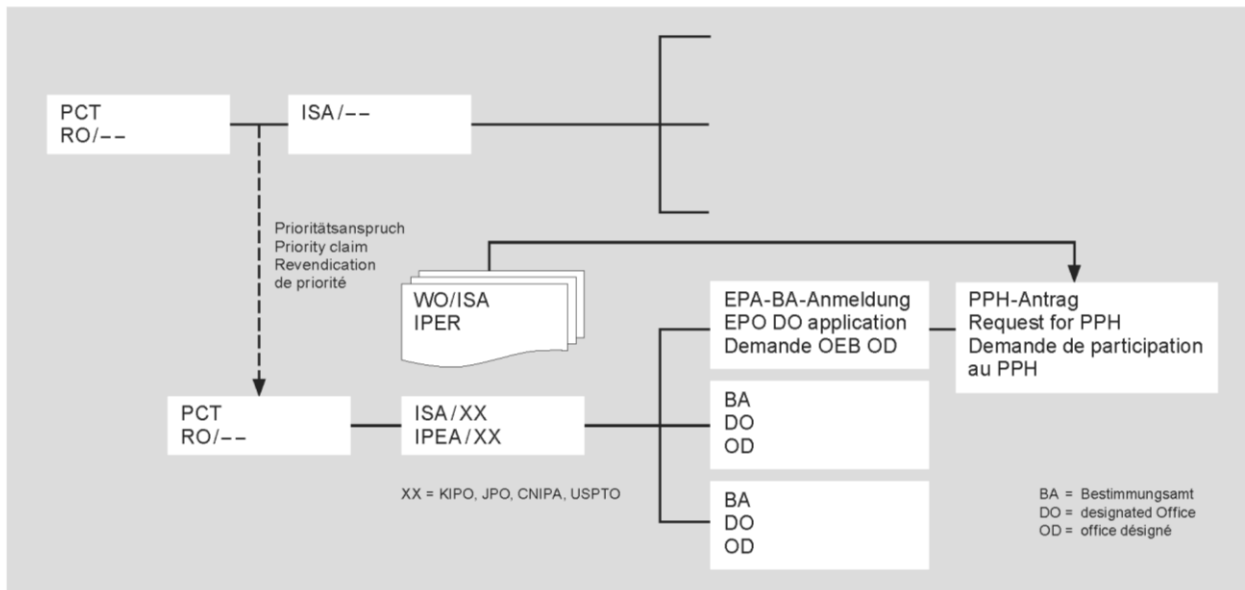 PCT
RO/--
ISA/--
Prioritätsanspruch
Priority claim
Revendication
de priorité
WO/ISA
IPER
EPA-BA-Anmeldung
EPO DO application
Demande OEB OD
PPH-Antrag
Request for PPH
Demande de participation
au PPH
PCT
RO/--
ISA/XX
IPEA/XX
BA
DO
OD
XX = KIPO, JPO, CNIPA, USPTO
BA
DO
OD
BA = Bestimmungsamt
DO = designated Office
OD = office désigné